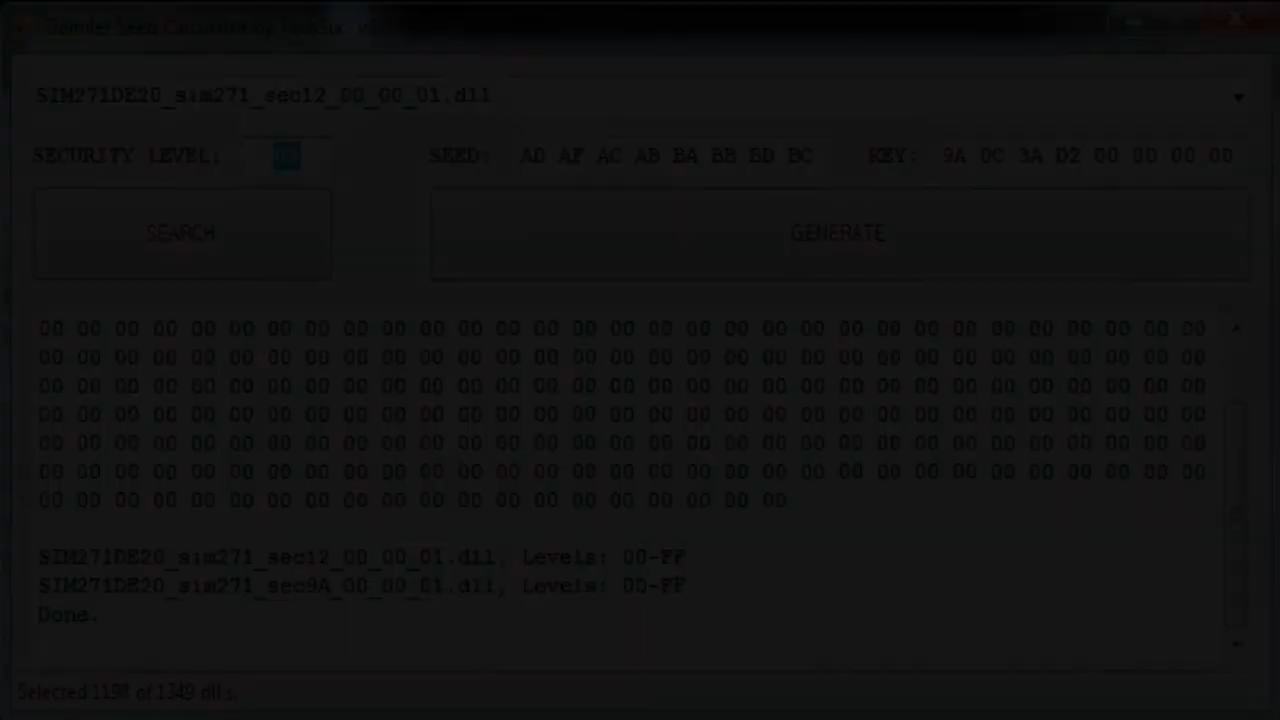 Daimler Seed Calculator by
SIM271DE20_sim271_sec12_00_00_01.dll
SECURITY LEVEL: SEED: AD AF AC AB BA BB BD BC KEY: 9A DC 3A D2 00 00 00 00
SEARCH GENERATE
00 00 00 00 00 00 00 00 00 00 00 00 00 00 00 00 00 00 00 00 00 00 00 00 00 00 00 00 00 00 00
00 00 00 00 00 00 00 00 00 00 00 00 00 00 00 00 00 00 00 00 00 00 00 00 00 00 00 00 00 00 00
00 00 00 00 00 00 00 00 00 00 00 00 00 00 00 00 00 00 00 00 00 00 00 00 00 00 00 00 00 00 00
00 00 00 00 00 00 00 00 00 00 00 00 00 00 00 00 00 00 00 00 00 00 00 00 00 00 00 00 00 00 00
00 00 00 00 00 00 00 00 00 00 00 00 00 00 00 00 00 00 00 00 00 00 00 00 00 00 00 00 00 00 00
00 00 00 00 00 00 00 00 00 00 00 00 00 00 00 00 00 00 00 00 00 00 00 00 00 00 00 00 00 00 00
00 00 00 00 00 00 00 00 00 00 00 00 00 00 00 00 00 00 00 00
SIM271DE20_sim271_sec12_00_00_01.dll, Levels: 00-FF
SIM271DE20_sim271_sec9A_00_00_01.dll, Levels: 00-FF
Done.
Selected 1198 of 1349 dll's.